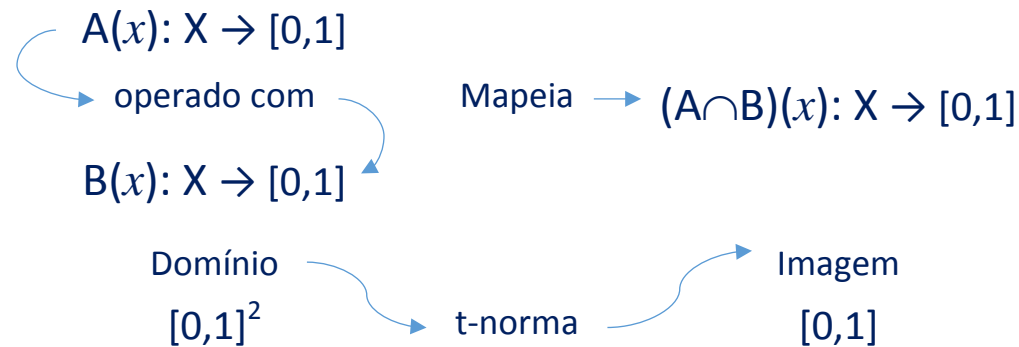 A(x): X → [0,1]
operado com Mapeia → (A∩B)(x): X → [0,1]
B(x): X → [0,1]
Domínio Imagem
[0,1]² t-norma [0,1]